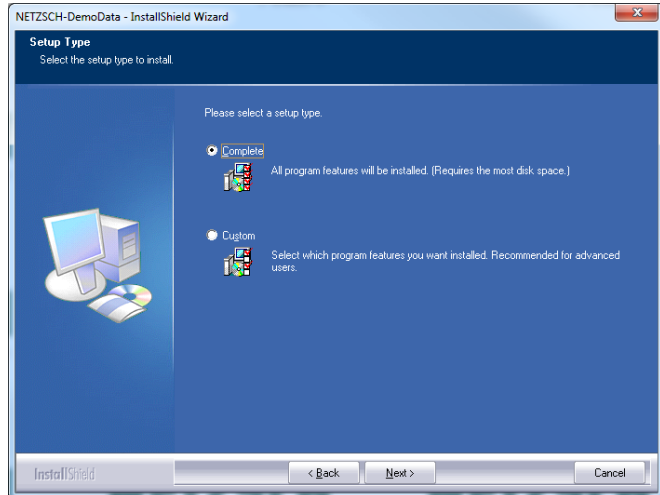 NETZSCH-DemoData - InstallShield Wizard
Setup Type
Select the setup type to install.
Please select a setup type.
Complete
All program features will be installed. (Requires the most disk space.)
Custom
Select which program features you want installed. Recommended for advanced
users.
InstallShield
< Back
Next >
Cancel